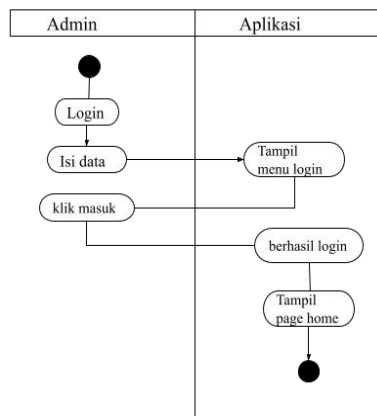 Admin
Aplikasi
Login
Isi data
Tampil
menu login
klik masuk
berhasil login
Tampil
page home